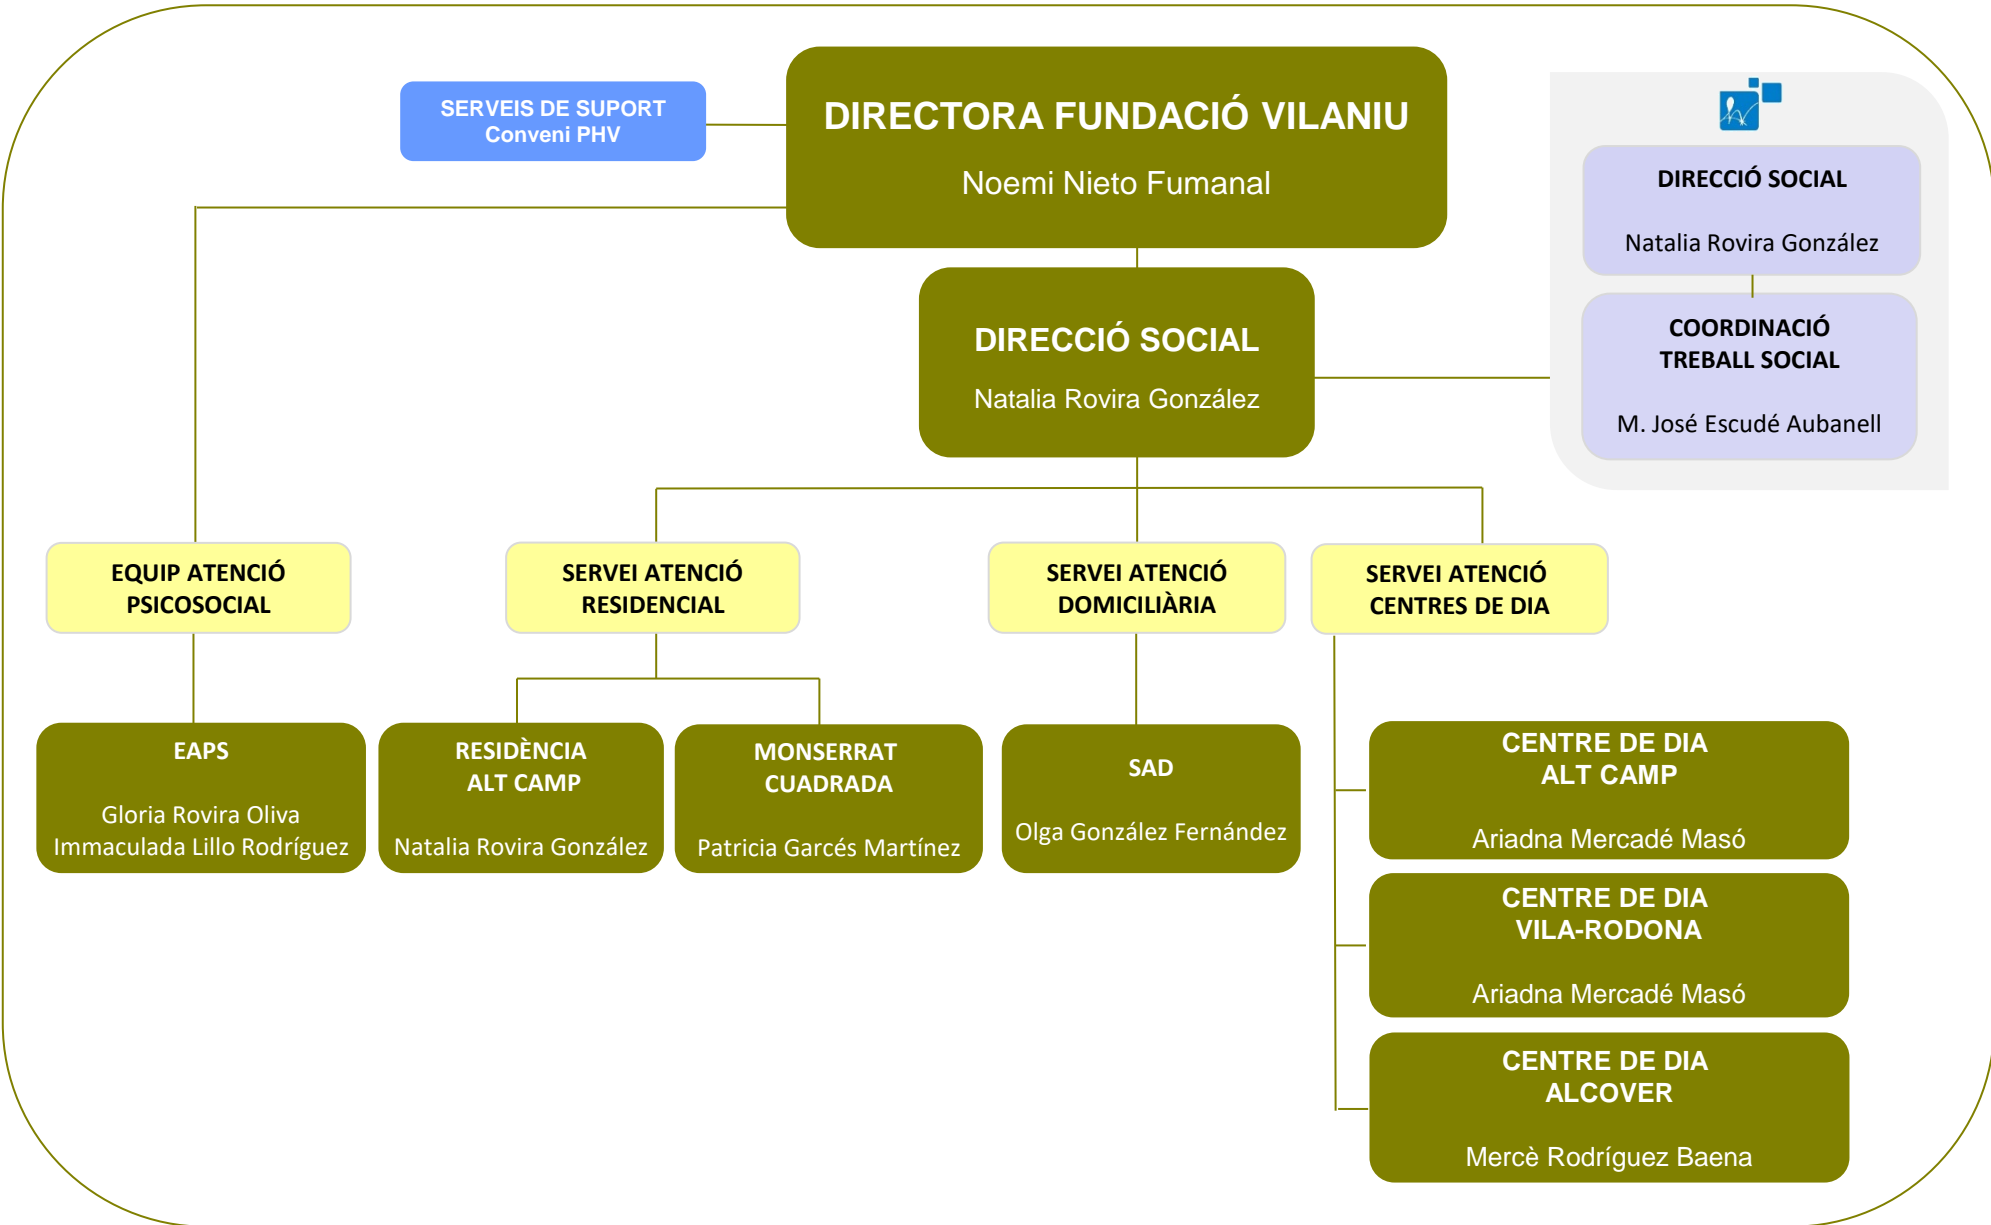 SERVEIS DE SUPORT
Conveni PHV
DIRECTORA FUNDACIÓ VILANIU
Noemi Nieto Fumanal
DIRECCIÓ SOCIAL
Natalia Rovira González
COORDINACIÓ
TREBALL SOCIAL
M. José Escudé Aubanell
DIRECCIÓ SOCIAL
Natalia Rovira González
EQUIP ATENCIÓ
PSICOSOCIAL
SERVEI ATENCIÓ
RESIDENCIAL
SERVEI ATENCIÓ
DOMICILIÀRIA
SERVEI ATENCIÓ
CENTRES DE DIA
EAPS
Gloria Rovira Oliva
Immaculada Lillo Rodríguez
RESIDÈNCIA
ALT CAMP
Natalia Rovira González
MONSERRAT
CUADRADA
Patricia Garcés Martínez
SAD
Olga González Fernández
CENTRE DE DIA
ALT CAMP
Ariadna Mercadé Masó
CENTRE DE DIA
VILA-RODONA
Ariadna Mercadé Masó
CENTRE DE DIA
ALCOVER
Mercè Rodríguez Baena